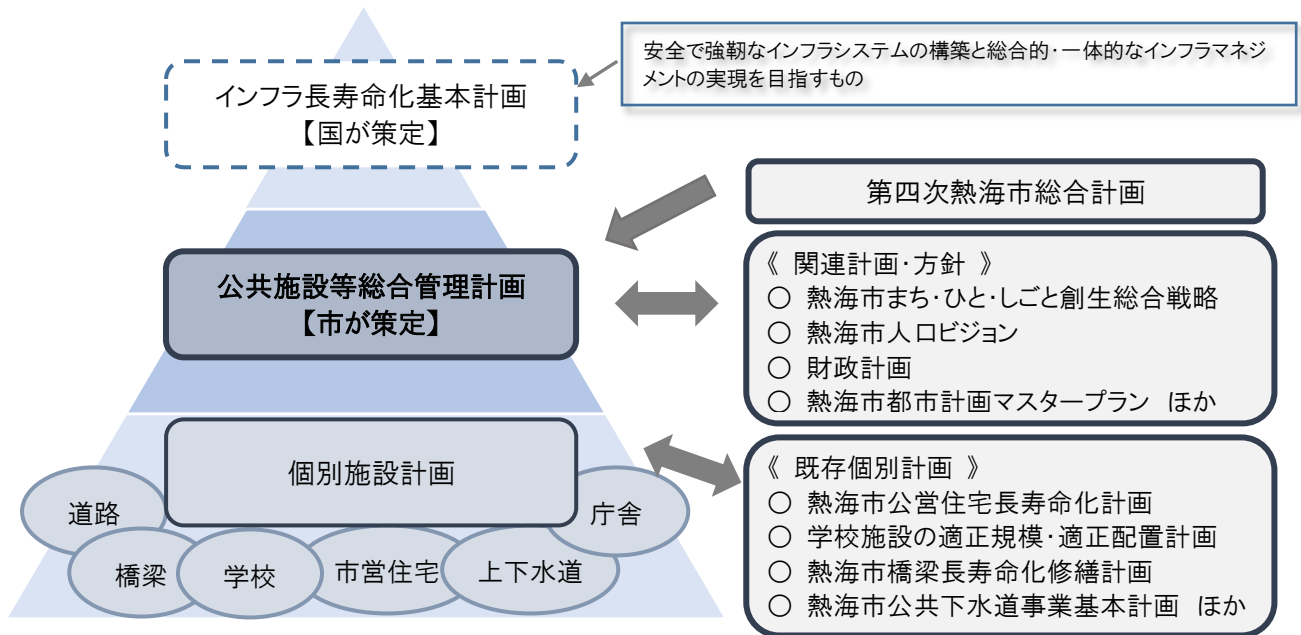 安全で強靭なインフラシステムの構築と総合的･一体的なインフラマネジ
メントの実現を目指すもの
インフラ長寿命化基本計画
【国が策定】
第四次熱海市総合計画
公共施設等総合管理計画
【市が策定】
《 関連計画･方針 》
○ 熱海市まち･ひと･しごと創生総合戦略
○ 熱海市人口ビジョン
○ 財政計画
○ 熱海市都市計画マスタープラン ほか
個別施設計画
道路
橋梁
学校
市営住宅
上下水道
庁舎
《 既存個別計画 》
○ 熱海市公営住宅長寿命化計画
○ 学校施設の適正規模･適正配置計画
○ 熱海市橋梁長寿命化修繕計画
○ 熱海市公共下水道事業基本計画 ほか